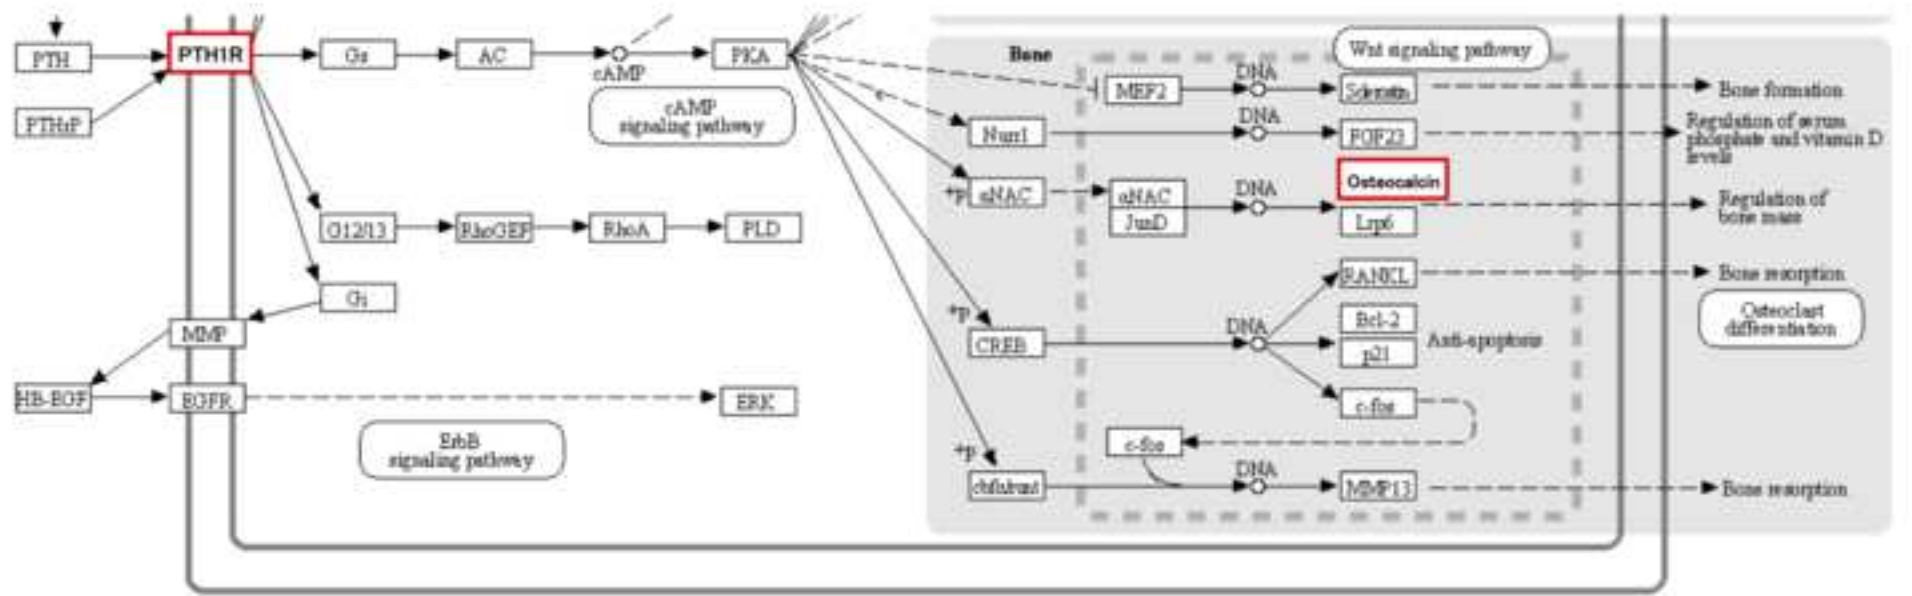 Bone
Wnt signaling pathway
PTH
PTH1R
Gs
AC
cAMP
PKA
MEF2
DNA
Sclerostin
Bone formation
PTHrP
cAMP
signaling pathway
Nurr1
DNA
FGF23
Regulation of serum
phosphate and vitamin D
levels
+p
αNAC
αNAC
JunD
DNA
Osteocalcin
Lrp6
Regulation of
bone mass
G12/13
RhoGEF
RhoA
PLD
Gi
RANKL
Bone resorption
MMP
+p
CREB
DNA
Bcl-2
p21
Anti-apoptosis
Osteoclast
differentiation
HB-EGF
EGFR
ERK
c-fos
ErbB
signaling pathway
c-fos
+p
cbfa/runt
DNA
MMP13
Bone resorption